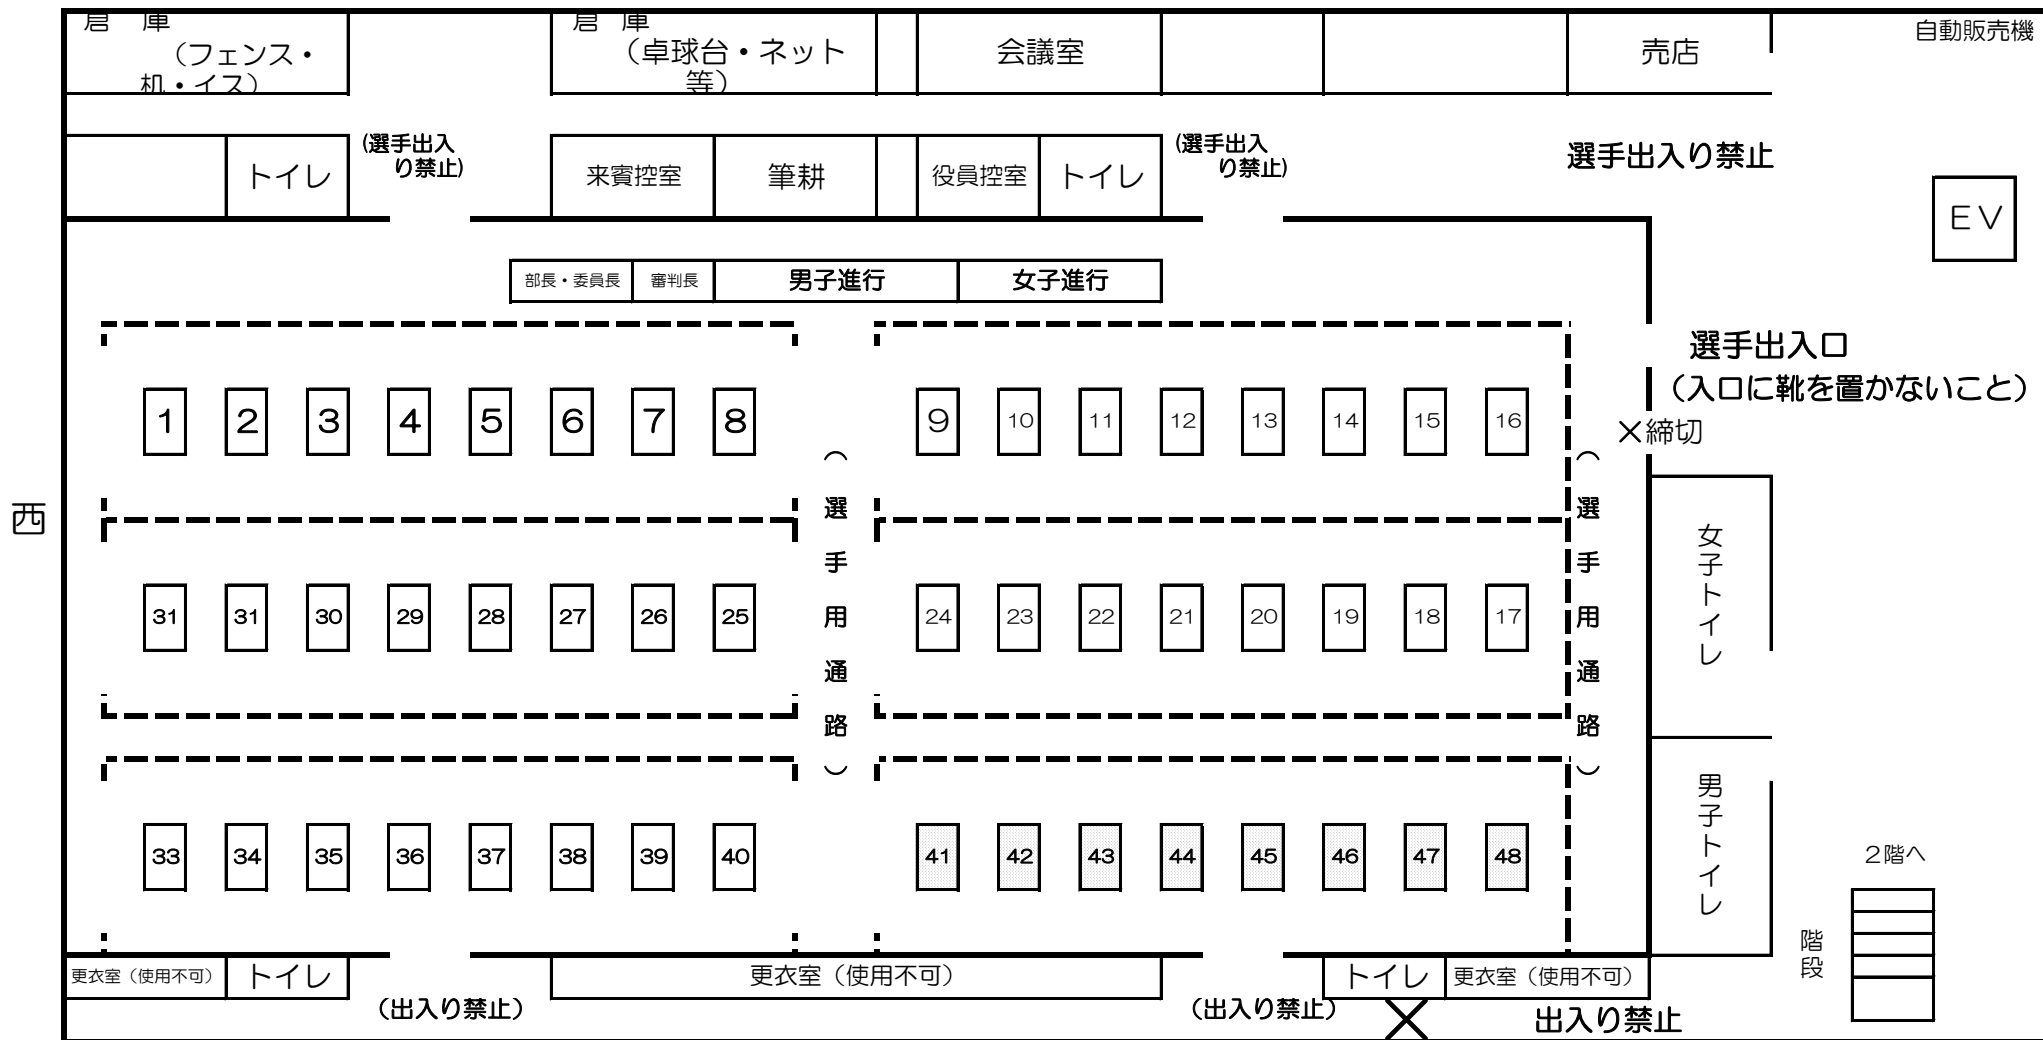 倉　庫
（フェンス・
机・イス）
倉　庫
（卓球台・ネット
等）
会議室
売店
自動販売機
トイレ
(選手出入
り禁止)
来賓控室
筆耕
役員控室
トイレ
(選手出入
り禁止)
選手出入り禁止
ＥＶ
部長・委員長
審判長
男子進行
女子進行
選手出入口
（入口に靴を置かないこと）
×締切
1 2 3 4 5 6 7 8
9 10 11 12 13 14 15 16
西
（選手用通路）
（選手用通路）
女子トイレ
31 31 30 29 28 27 26 25
24 23 22 21 20 19 18 17
男子トイレ
33 34 35 36 37 38 39 40
41 42 43 44 45 46 47 48
２階へ
階段
更衣室（使用不可）
トイレ
更衣室（使用不可）
トイレ
更衣室（使用不可）
（出入り禁止）
（出入り禁止）
出入り禁止